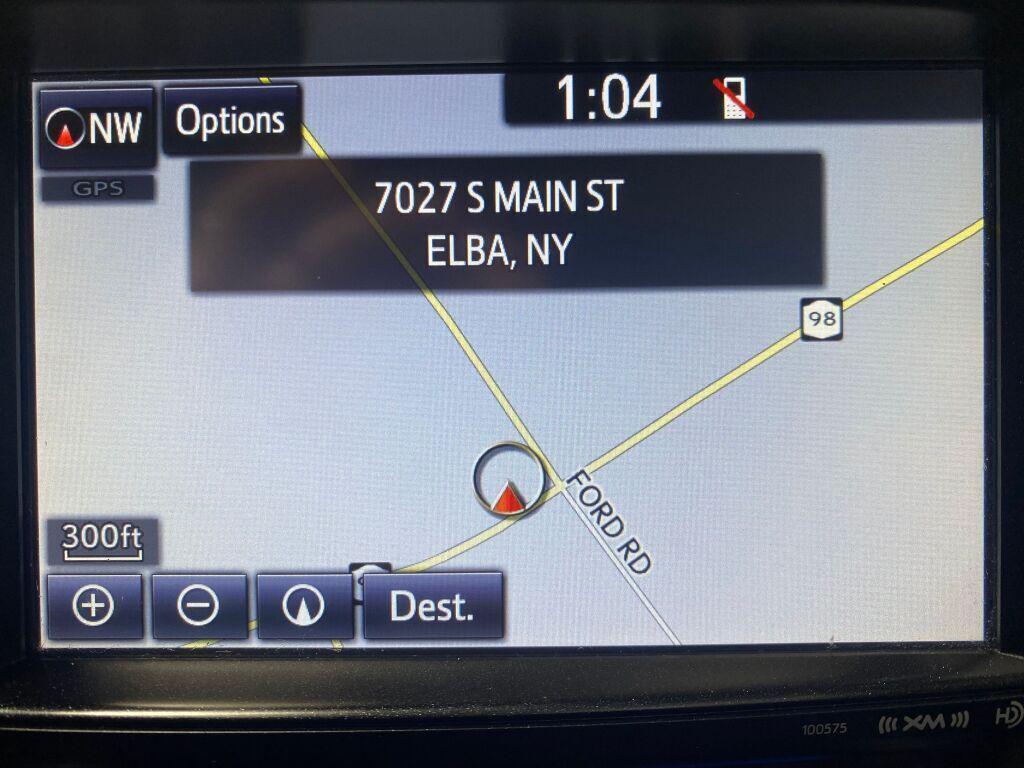 NW
Options
1:04
GPS
7027 S MAIN ST
ELBA, NY
98
FORD RD
300ft
Dest.
100575
XM
HD